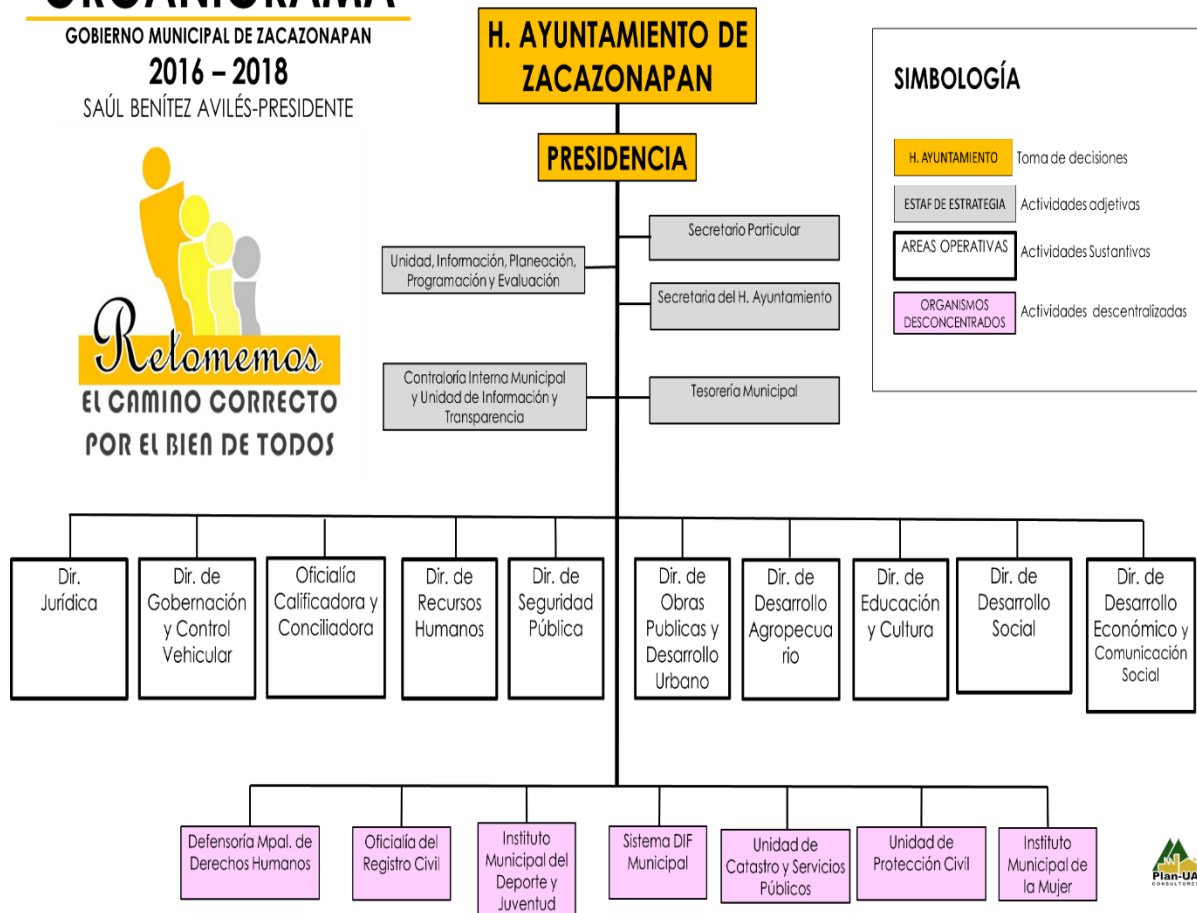 ORGANIGRAMA
GOBIERNO MUNICIPAL DE ZACAZONAPAN
2016 – 2018
SAÚL BENÍTEZ AVILÉS-PRESIDENTE
Retomemos
EL CAMINO CORRECTO
POR EL BIEN DE TODOS
H. AYUNTAMIENTO DE
ZACAZONAPAN
PRESIDENCIA
SIMBOLOGÍA
H. AYUNTAMIENTO
Toma de decisiones
ESTAF DE ESTRATEGIA
Actividades adjetivas
AREAS OPERATIVAS
Actividades Sustantivas
ORGANISMOS
DESCONCENTRADOS
Actividades descentralizadas
Secretario Particular
Unidad, Información, Planeación,
Programación y Evaluación
Secretaria del H. Ayuntamiento
Contraloría Interna Municipal
y Unidad de Información y
Transparencia
Tesorería Municipal
Dir.
Jurídica
Dir. de
Gobernación
y Control
Vehicular
Oficialía
Calificadora y
Conciliadora
Dir. de
Recursos
Humanos
Dir. de
Seguridad
Pública
Dir. de
Obras
Publicas y
Desarrollo
Urbano
Dir. de
Desarrollo
Agropecua
rio
Dir. de
Educación
y Cultura
Dir. de
Desarrollo
Social
Dir. de
Desarrollo
Económico y
Comunicación
Social
Defensoría Mpal. de
Derechos Humanos
Oficialía del
Registro Civil
Instituto
Municipal del
Deporte y
Juventud
Sistema DIF
Municipal
Unidad de
Catastro y Servicios
Públicos
Unidad de
Protección Civil
Instituto
Municipal de
la Mujer